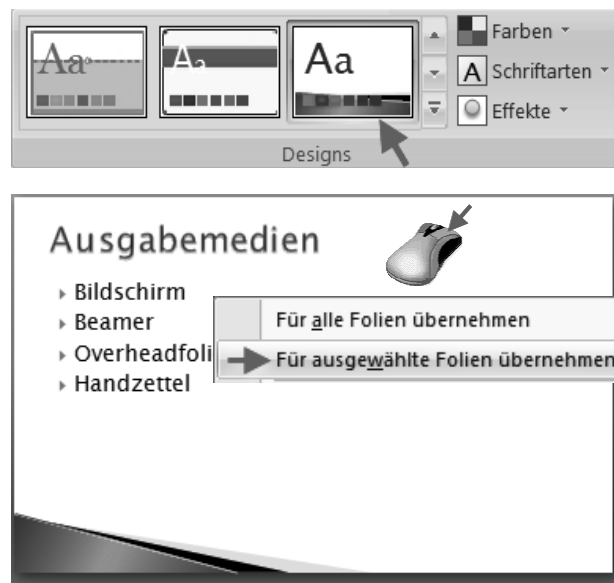 Aa
Aa
Aa
Farben
A Schriftarten
Effekte
Designs
Ausgabemedien
Bildschirm
Beamer
Overheadfoli
Handzettel
Für alle Folien übernehmen
Für ausgewählte Folien übernehmen